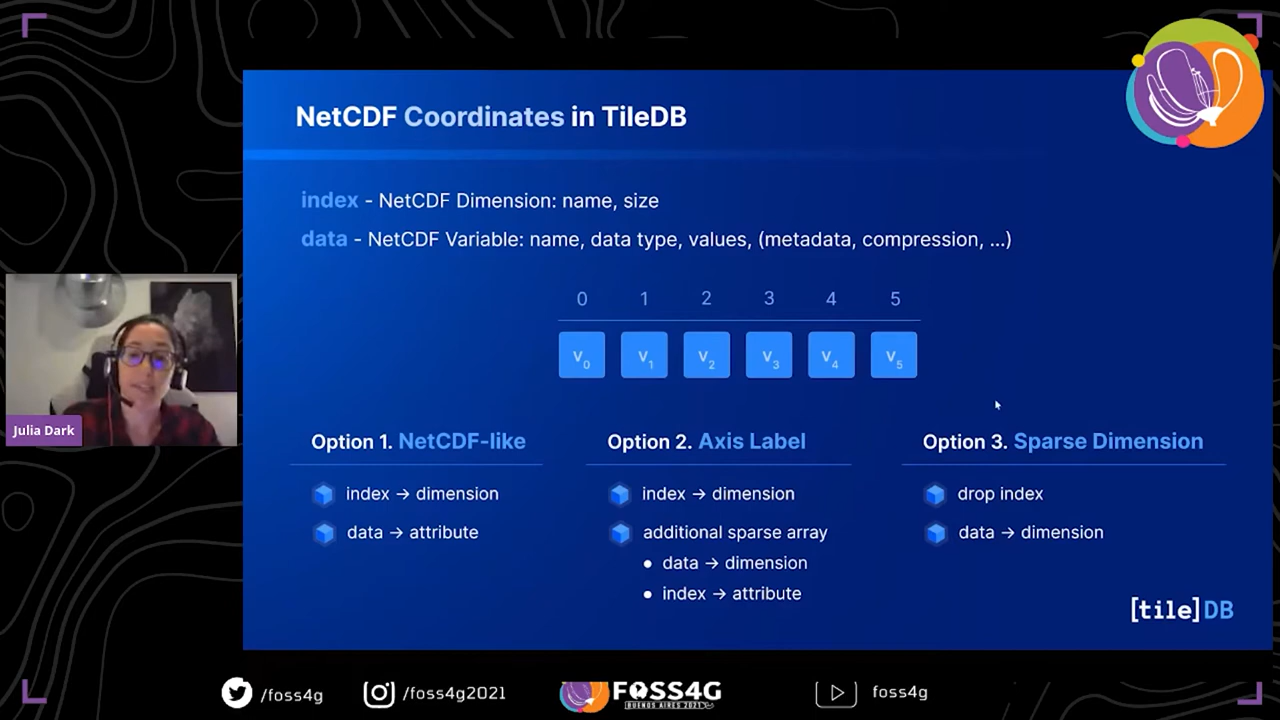 NetCDF Coordinates in TileDB
index - NetCDF Dimension: name, size
data - NetCDF Variable: name, data type, values, (metadata, compression, ...)
0 1 2 3 4 5
v0 v1 v2 v3 v4 v5
Option 1. NetCDF-like
index → dimension
data → attribute
Option 2. Axis Label
index → dimension
additional sparse array
• data → dimension
• index → attribute
Option 3. Sparse Dimension
drop index
data → dimension
[tile]DB
Julia Dark
/foss4g
/foss4g2021
FOSS4G
BUENOS AIRES 2021
foss4g